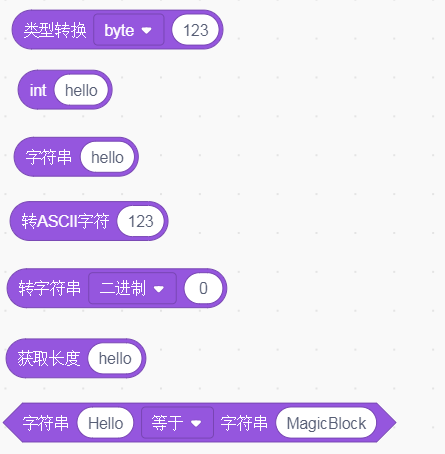 类型转换 byte 123
int hello
字符串 hello
转ASCII字符 123
转字符串 二进制 0
获取长度 hello
字符串 Hello 等于 字符串 MagicBlock